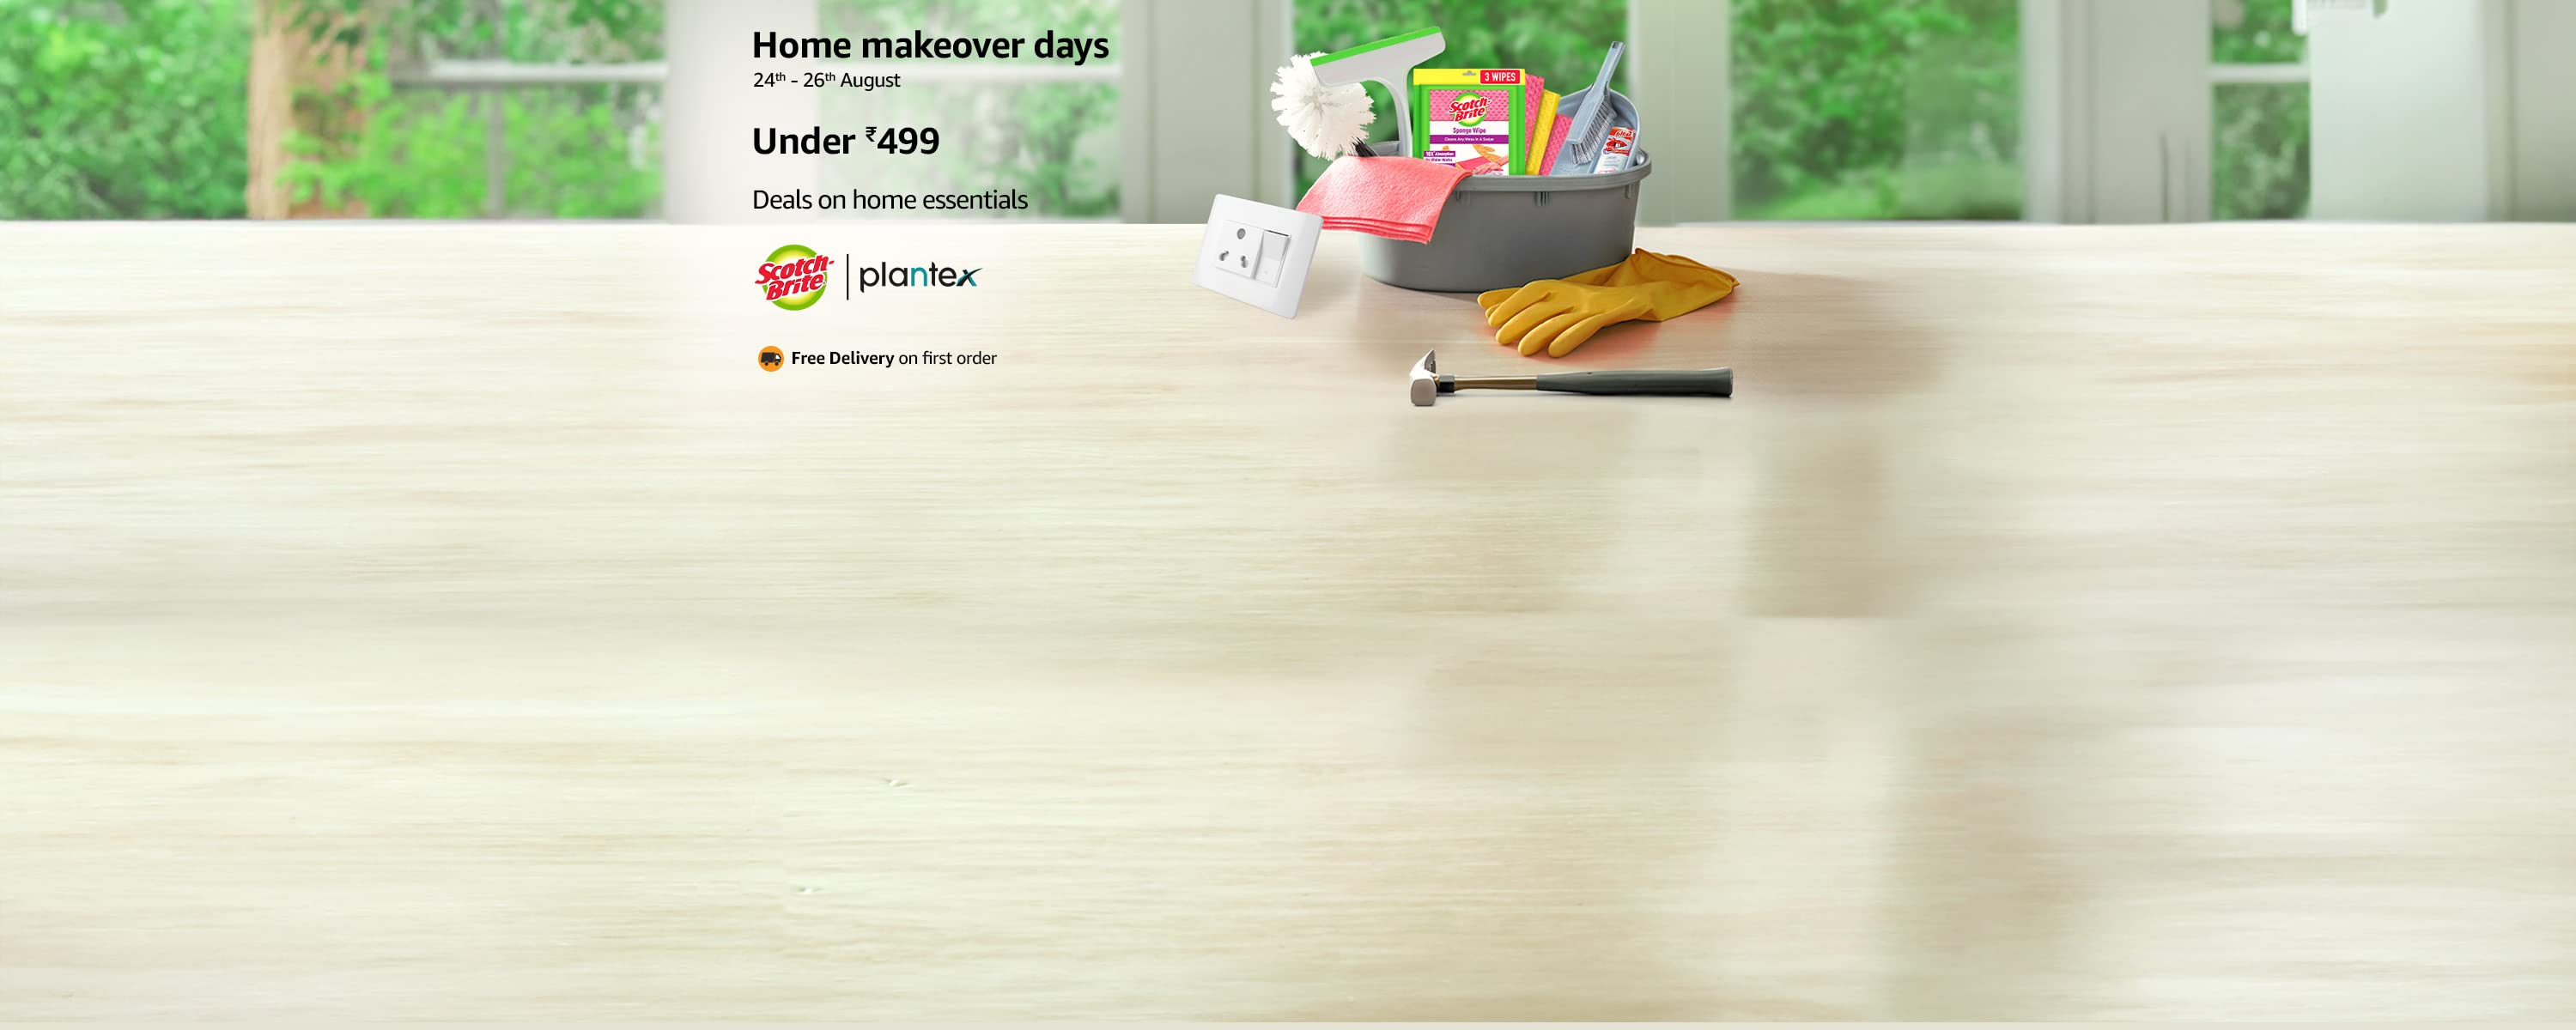 Home makeover days
24th - 26th August
Under ₹499
Deals on home essentials
Scotch-
Brite
plantex
Free Delivery on first order
3 WIPES
Scotch
Brite
Sponge Wipe